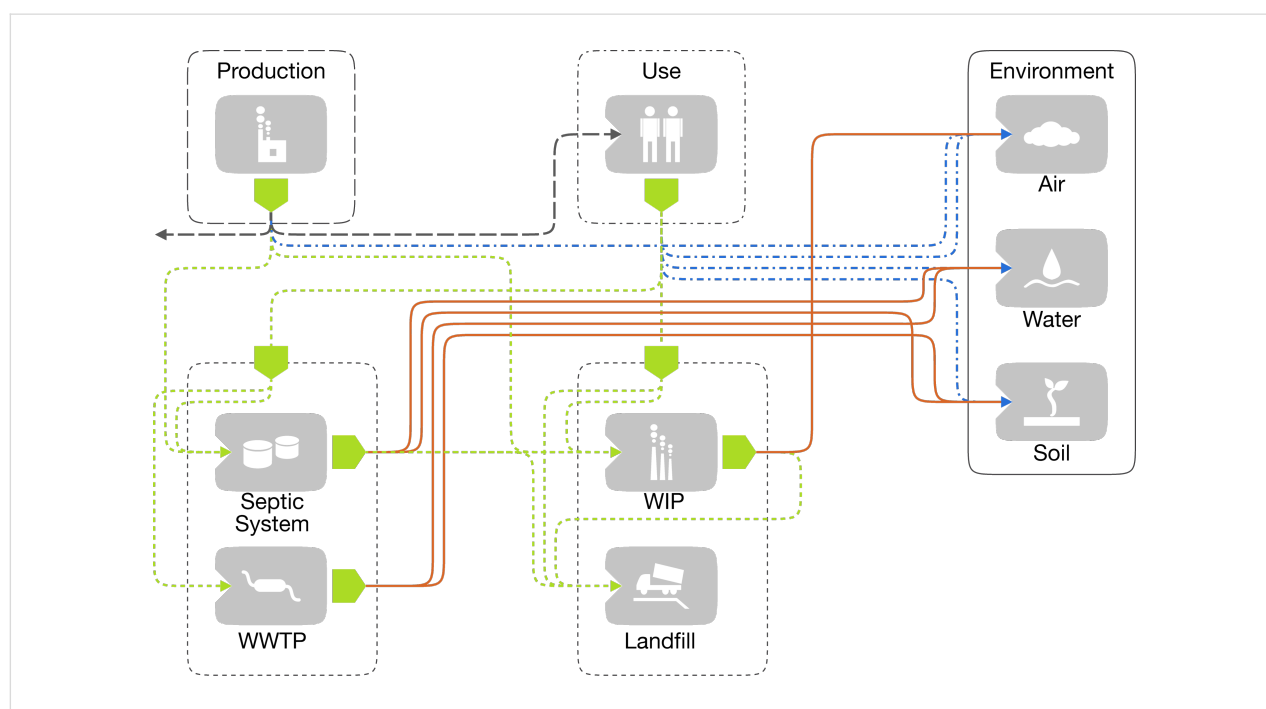 Production
Use
Environment
Air
Water
Soil
Septic
System
WIP
WWTP
Landfill